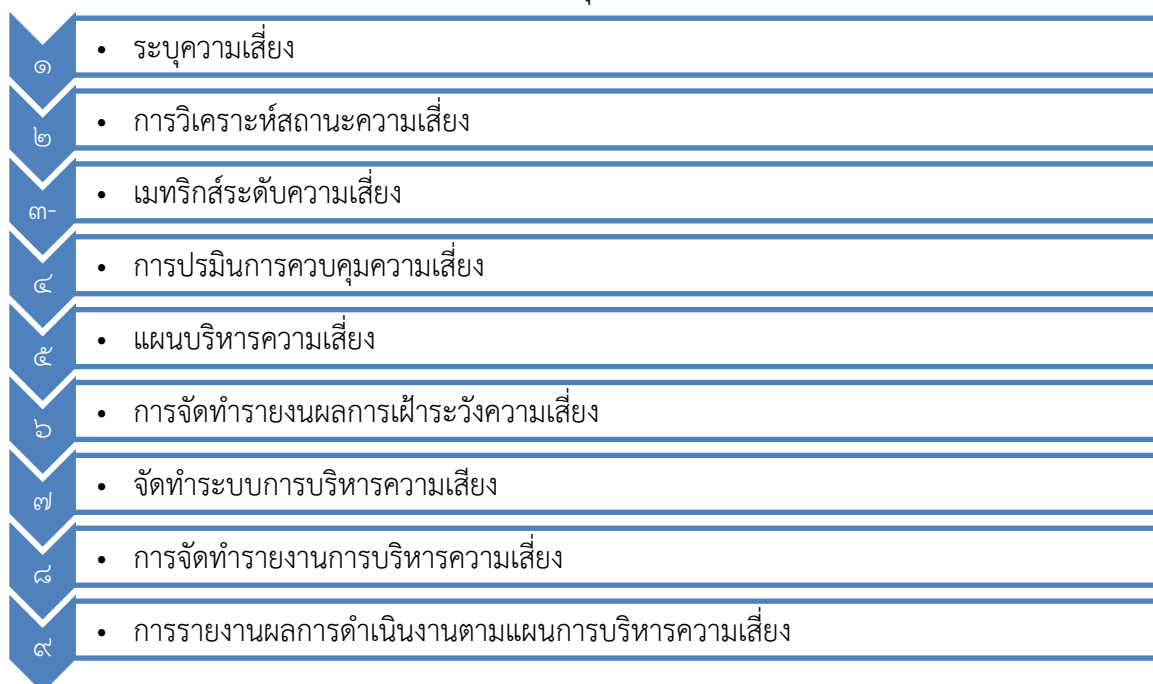 ๑
• ระบุความเสี่ยง
๒
• การวิเคราะห์สถานะความเสี่ยง
๓-
• เมทริกส์ระดับความเสี่ยง
๔
• การปรมินการควบคุมความเสี่ยง
๕
• แผนบริหารความเสี่ยง
๖
• การจัดทำรายงนผลการเฝ้าระวังความเสี่ยง
๗
• จัดทำระบบการบริหารความเสียง
๘
• การจัดทำรายงานการบริหารความเสี่ยง
๙
• การรายงานผลการดำเนินงานตามแผนการบริหารความเสี่ยง